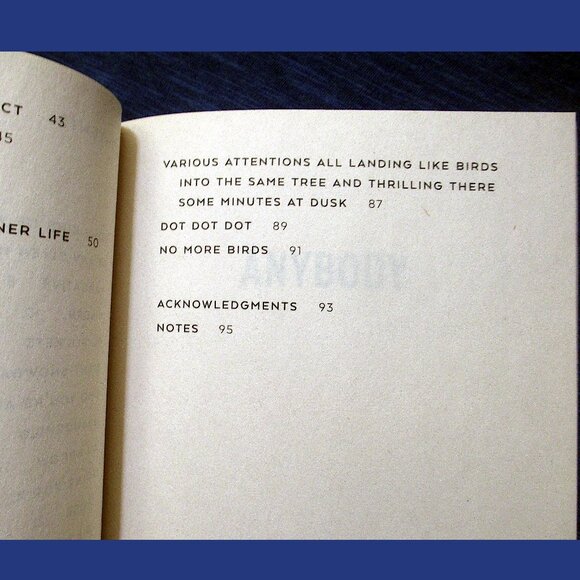 CT 43
45
NER LIFE 50
VARIOUS ATTENTIONS ALL LANDING LIKE BIRDS
INTO THE SAME TREE AND THRILLING THERE
SOME MINUTES AT DUSK 87
DOT DOT DOT 89
NO MORE BIRDS 91
ANYBODY
ACKNOWLEDGMENTS 93
NOTES 95